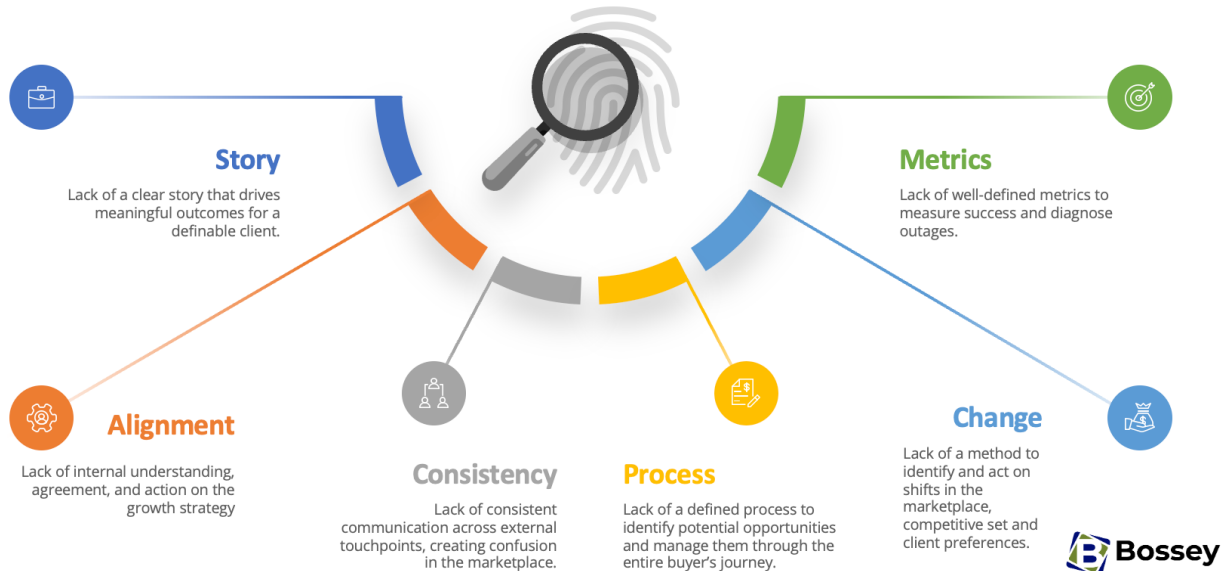 Story
Lack of a clear story that drives
meaningful outcomes for a
definable client.
Metrics
Lack of well-defined metrics to
measure success and diagnose
outages.
Alignment
Lack of internal understanding,
agreement, and action on the
growth strategy
Consistency
Lack of consistent
communication across external
touchpoints, creating confusion
in the marketplace.
Process
Lack of a defined process to
identify potential opportunities
and manage them through the
entire buyer’s journey.
Change
Lack of a method to
identify and act on
shifts in the
marketplace,
competitive set and
client preferences.
$
$
B Bossey